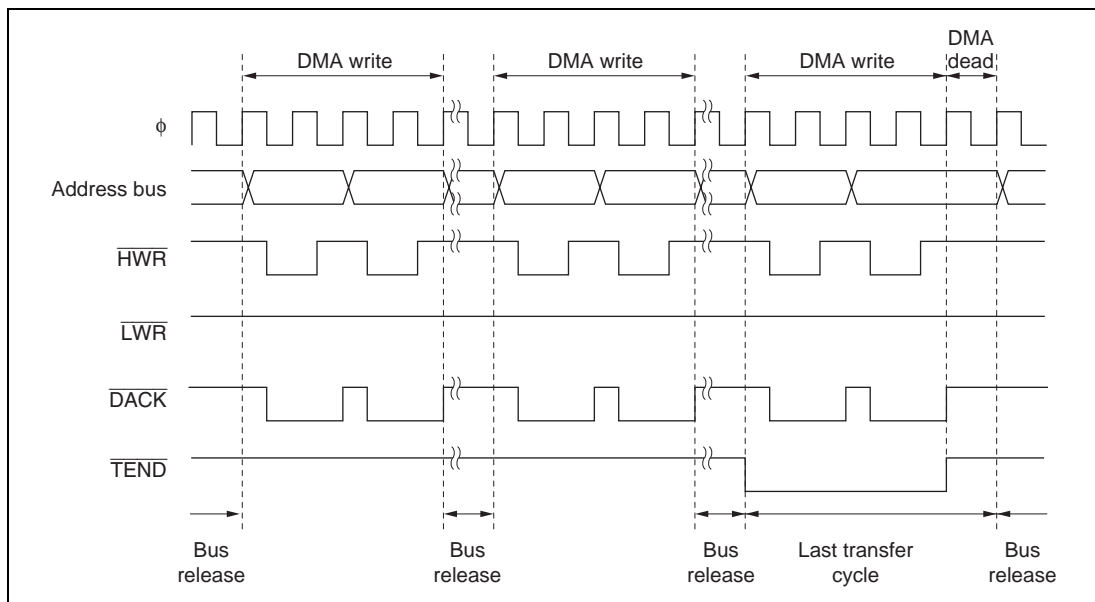 DMA write
DMA write
DMA write
DMA
dead
φ
Address bus
HWR
LWR
DACK
TEND
Bus
release
Bus
release
Bus
release
Last transfer
cycle
Bus
release